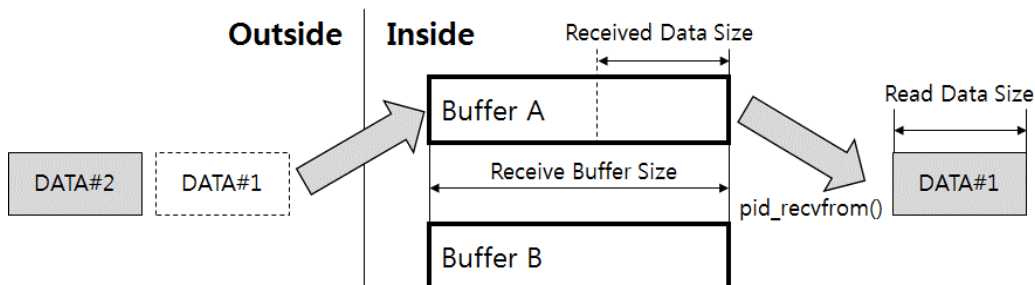 Outside
Inside
Received Data Size
Buffer A
Read Data Size
DATA#2
DATA#1
Receive Buffer Size
DATA#1
pid_recvfrom()
Buffer B